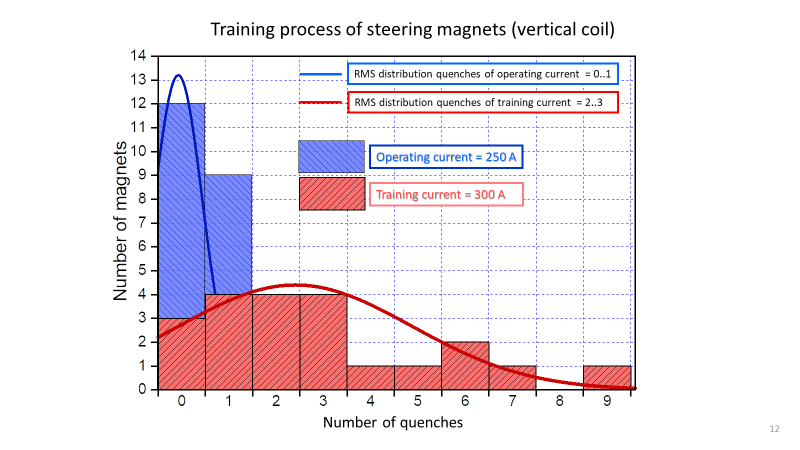 Training process of steering magnets (vertical coil)
14
13
12
11
10
9
8
7
6
5
4
3
2
1
0
Number of magnets
RMS distribution quenches of operating current = 0..1
RMS distribution quenches of training current = 2..3
Operating current = 250 A
Training current = 300 A
0 1 2 3 4 5 6 7 8 9
Number of quenches
12